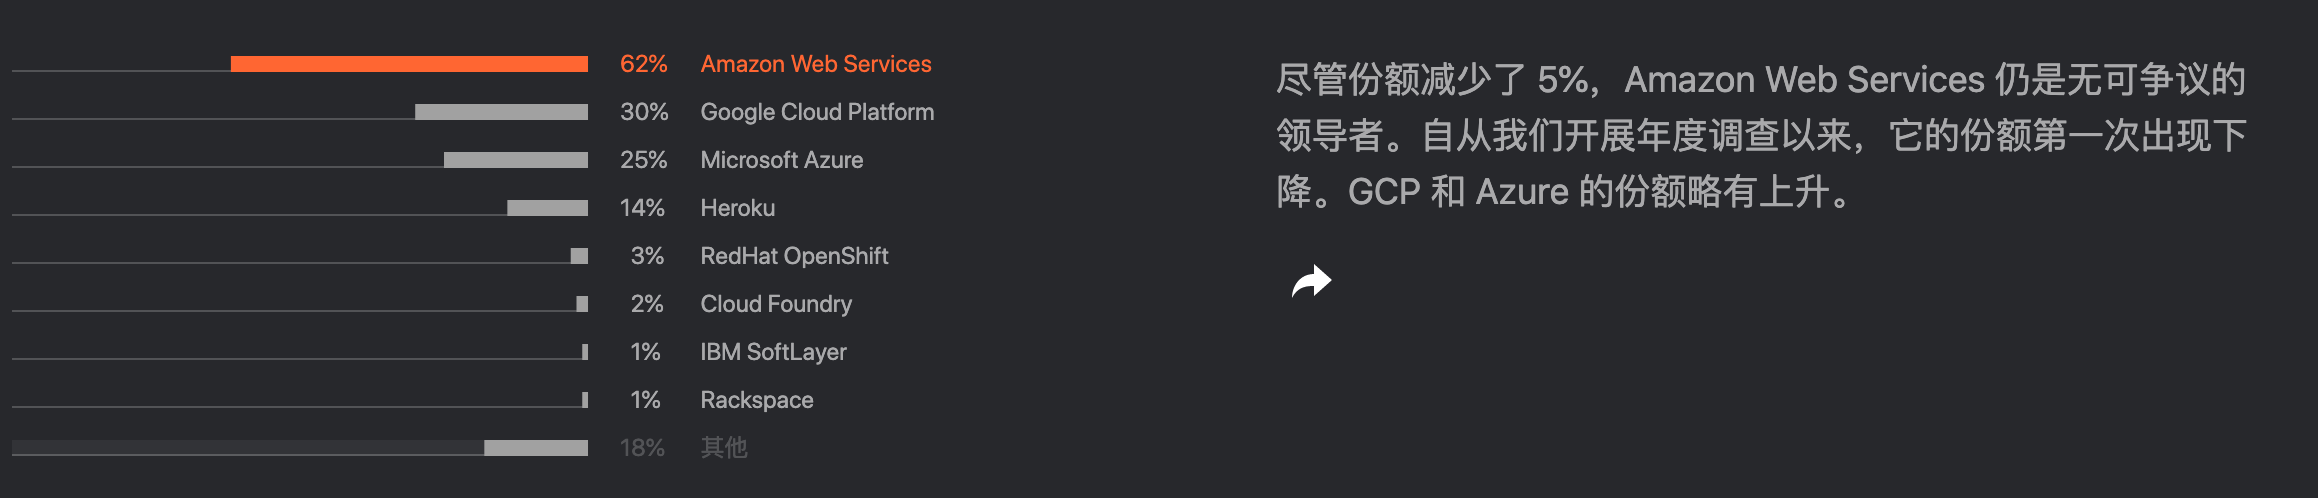 62% Amazon Web Services
30% Google Cloud Platform
25% Microsoft Azure
14% Heroku
3% RedHat OpenShift
2% Cloud Foundry
1% IBM SoftLayer
1% Rackspace
18% 其他
尽管份额减少了 5%，Amazon Web Services 仍是无可争议的
领导者。自从我们开展年度调查以来，它的份额第一次出现下
降。GCP 和 Azure 的份额略有上升。